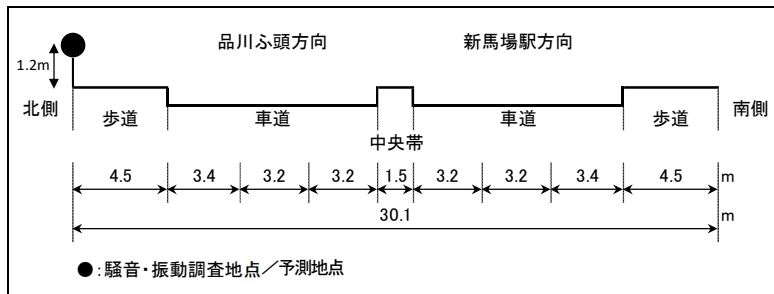 品川ふ頭方向 新馬場駅方向
1.2m
北側 南側
歩道 車道 車道 歩道
中央帯
4.5 3.4 3.2 3.2 1.5 3.2 3.2 3.4 4.5 m
30.1 m
●:騒音・振動調査地点/予測地点